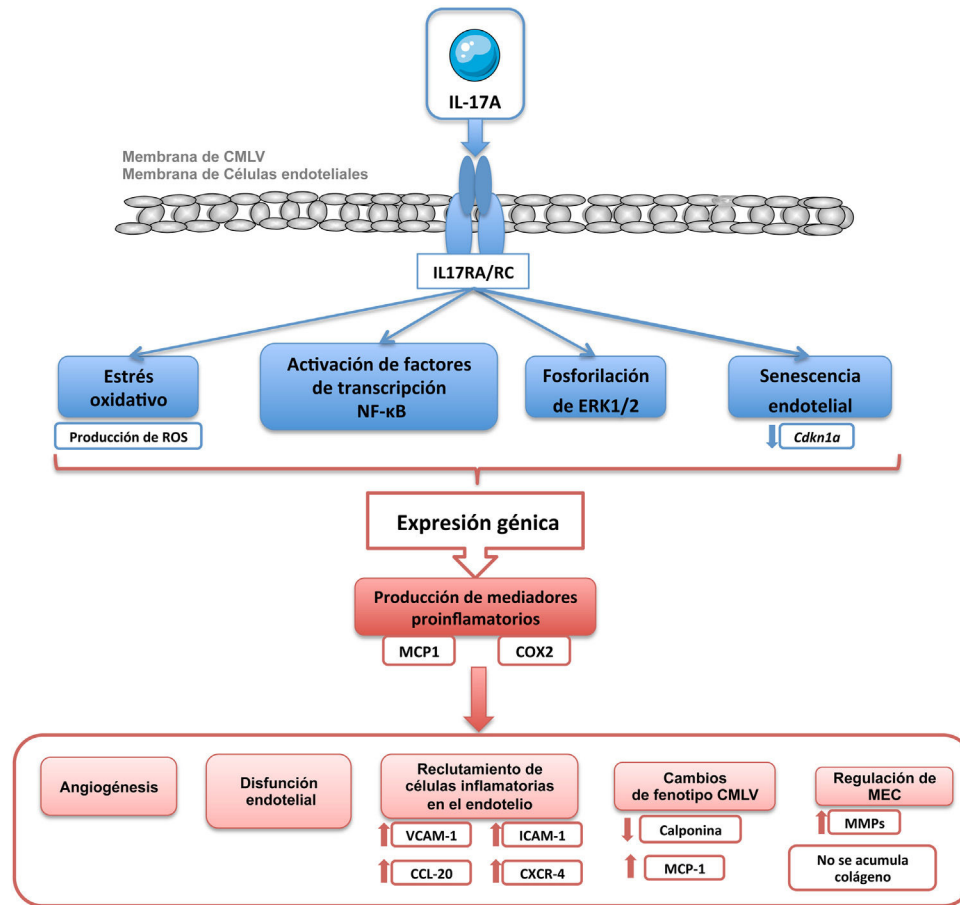 IL-17A
Membrana de CMLV
Membrana de Células endoteliales
IL17RA/RC
Estrés
oxidativo
Producción de ROS
Activación de factores
de transcripción
NF-κB
Fosforilación
de ERK1/2
Senescencia
endotelial
Cdkn1a
Expresión génica
Producción de mediadores
proinflamatorios
MCP1
COX2
Angiogénesis
Disfunción
endotelial
Reclutamiento de
células inflamatorias
en el endotelio
VCAM-1
ICAM-1
CCL-20
CXCR-4
Cambios
de fenotipo CMLV
Calponina
MCP-1
Regulación de
MEC
MMPs
No se acumula
colágeno